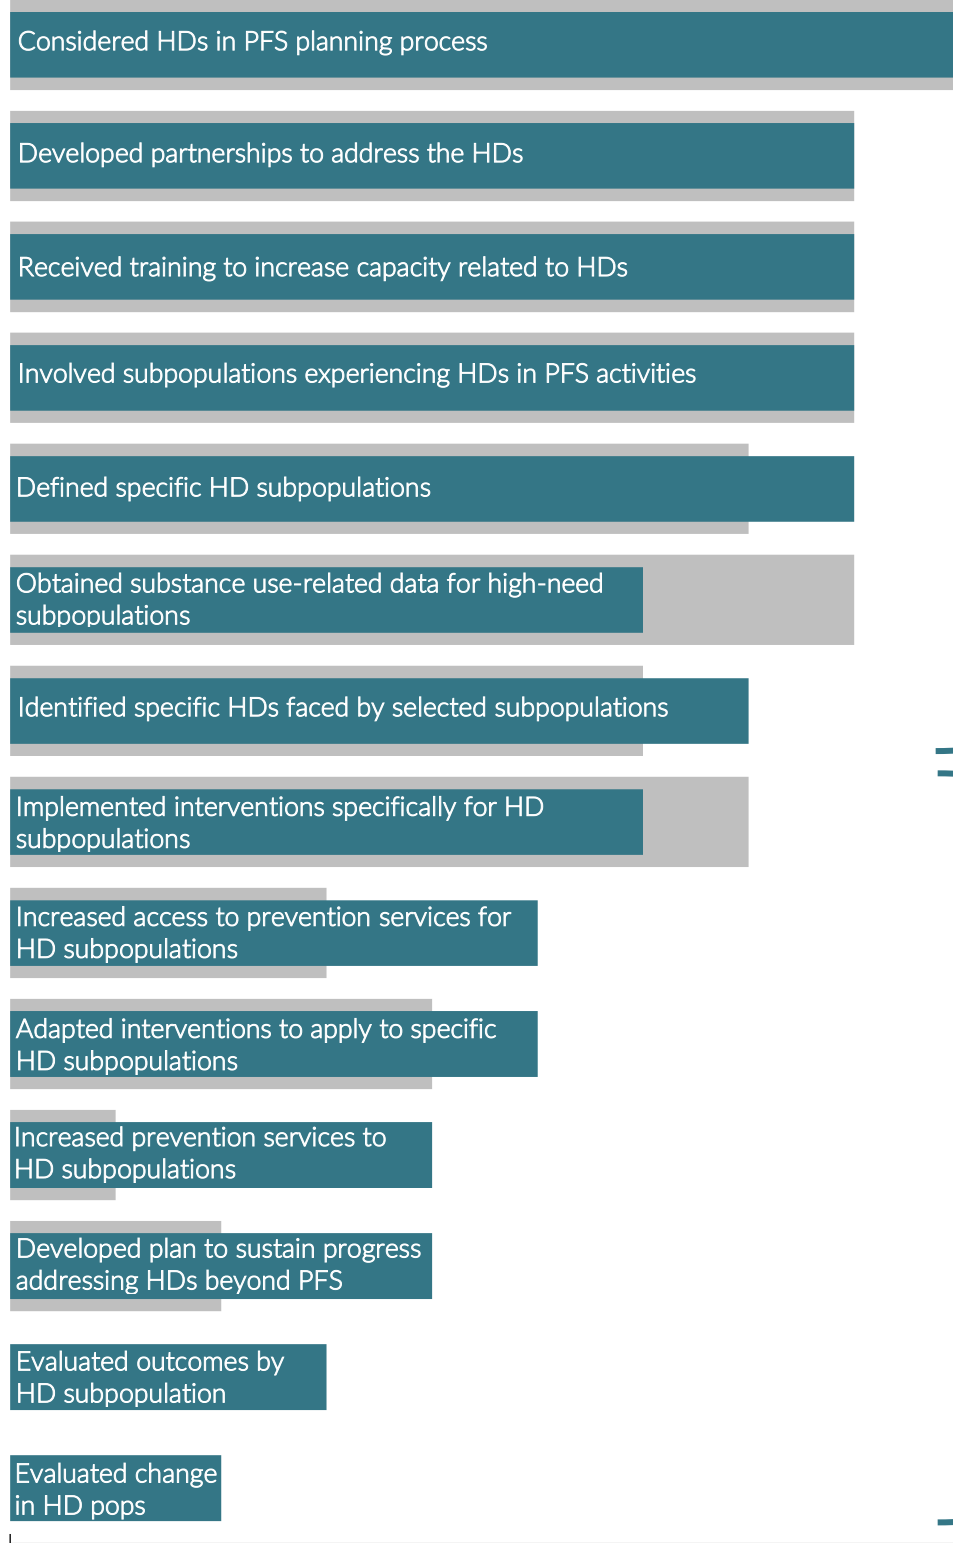 Considered HDs in PFS planning process
Developed partnerships to address the HDs
Received training to increase capacity related to HDs
Involved subpopulations experiencing HDs in PFS activities
Defined specific HD subpopulations
Obtained substance use-related data for high-need
subpopulations
Identified specific HDs faced by selected subpopulations
Implemented interventions specifically for HD
subpopulations
Increased access to prevention services for
HD subpopulations
Adapted interventions to apply to specific
HD subpopulations
Increased prevention services to
HD subpopulations
Developed plan to sustain progress
addressing HDs beyond PFS
Evaluated outcomes by
HD subpopulation
Evaluated change
in HD pops